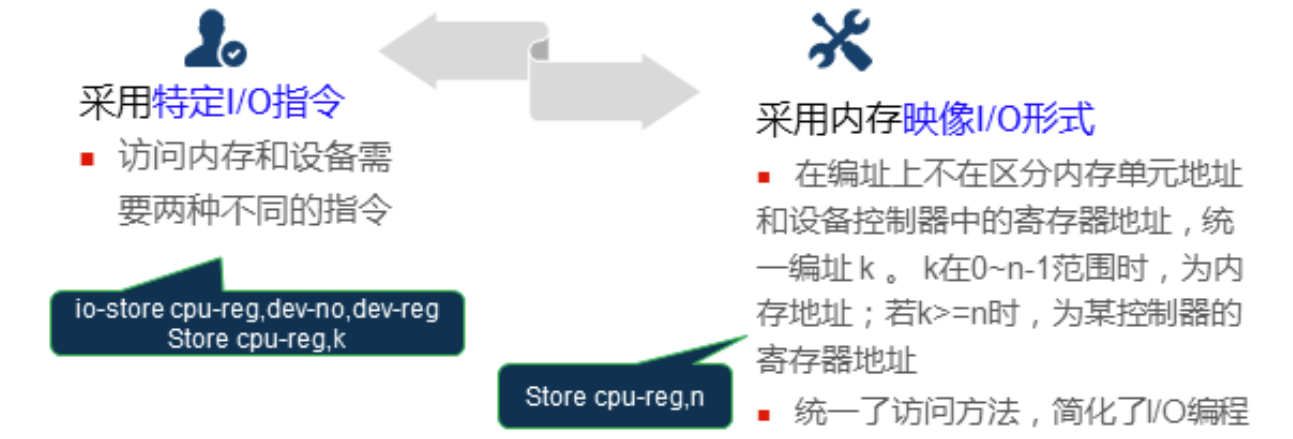 采用特定I/O指令
■ 访问内存和设备需
要两种不同的指令
io-store cpu-reg,dev-no,dev-reg
Store cpu-reg,k
采用内存映像I/O形式
■ 在编址上不在区分内存单元地址
和设备控制器中的寄存器地址，统
一编址 k 。 k在0~n-1范围时，为内
存地址；若k>=n时，为某控制器的
寄存器地址
■ 统一了访问方法，简化了I/O编程
Store cpu-reg,n